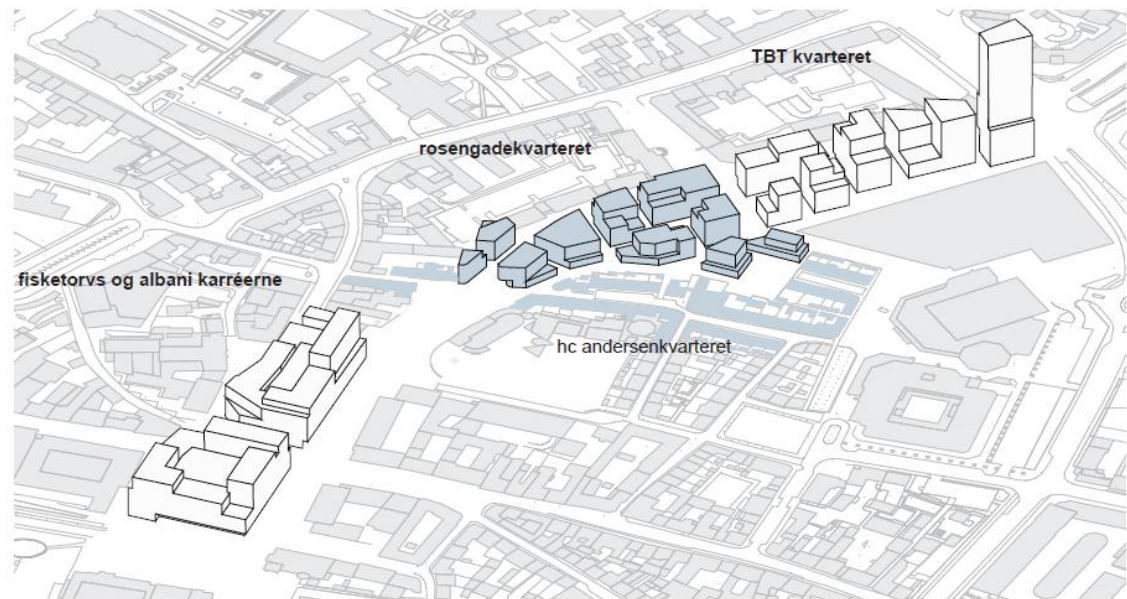 TBT kvarteret
rosengadekvarteret
fisketorvs og albani karréerne
hc andersenkvarteret